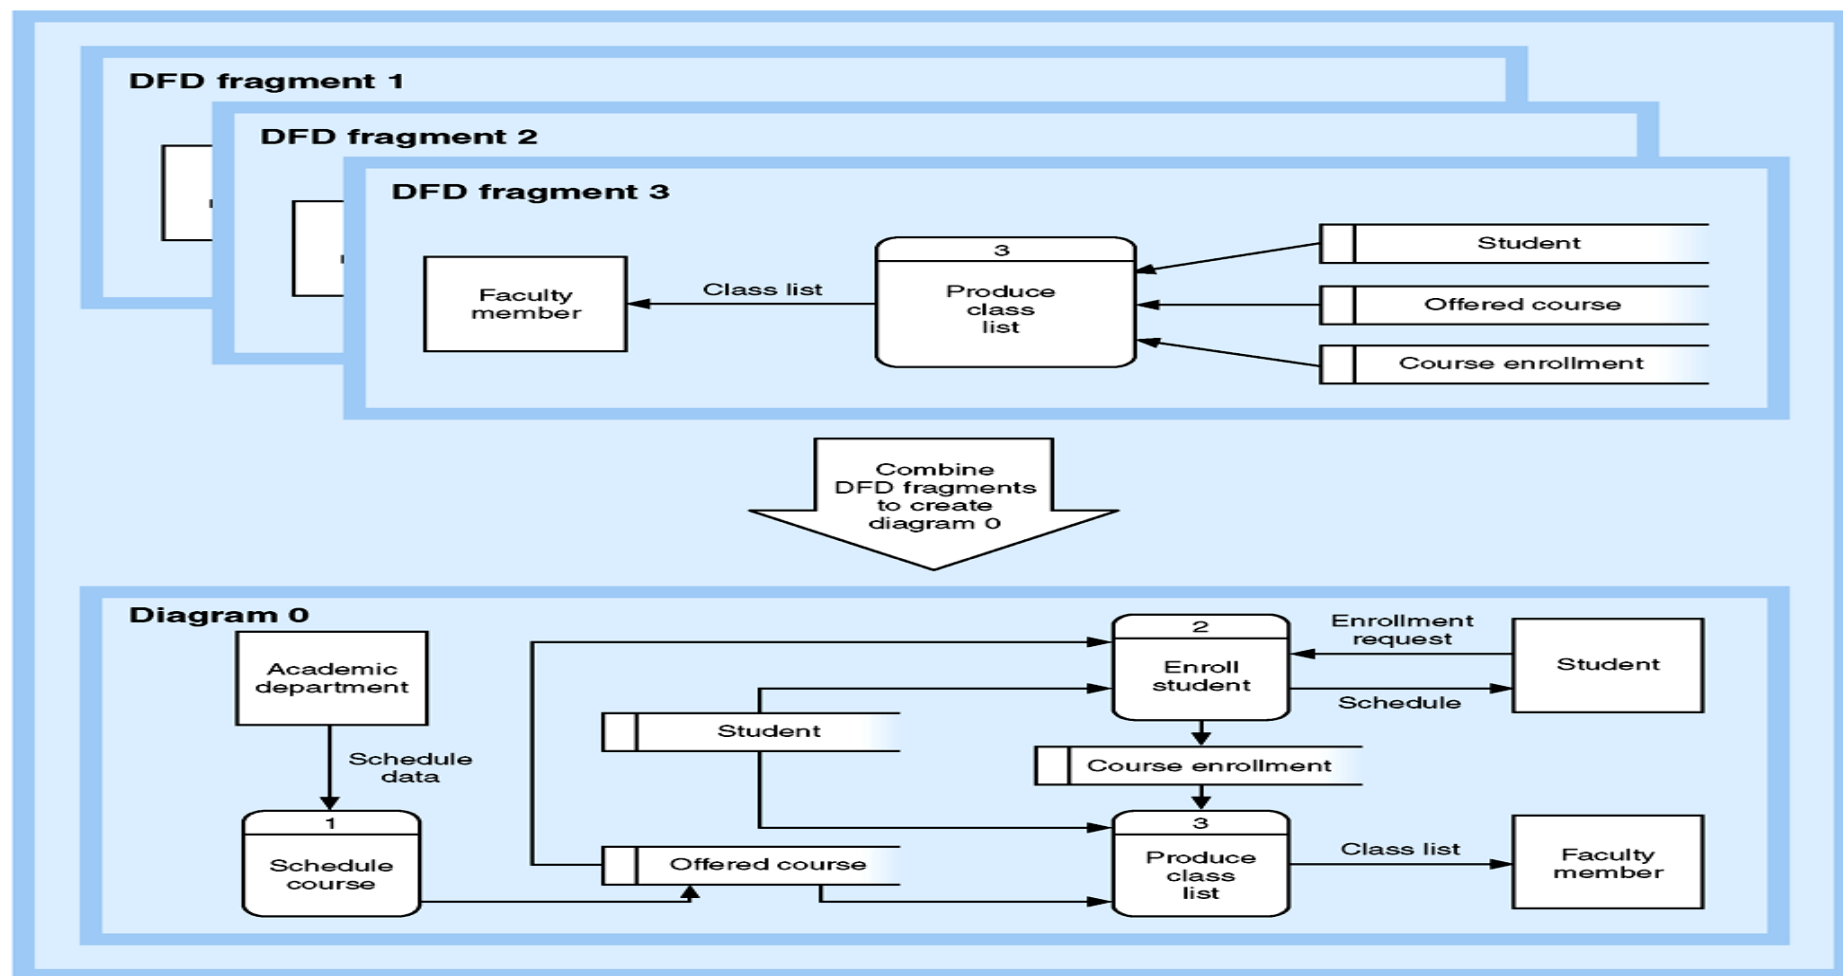 DFD fragment 1
DFD fragment 2
DFD fragment 3
Faculty
member
Class list
3
Produce
class
list
Student
Offered course
Course enrollment
Combine
DFD fragments
to create
diagram 0
Diagram 0
Academic
department
Schedule
data
1
Schedule
course
Student
Offered course
2
Enroll
student
Enrollment
request
Schedule
Student
Course enrollment
3
Produce
class
list
Class list
Faculty
member